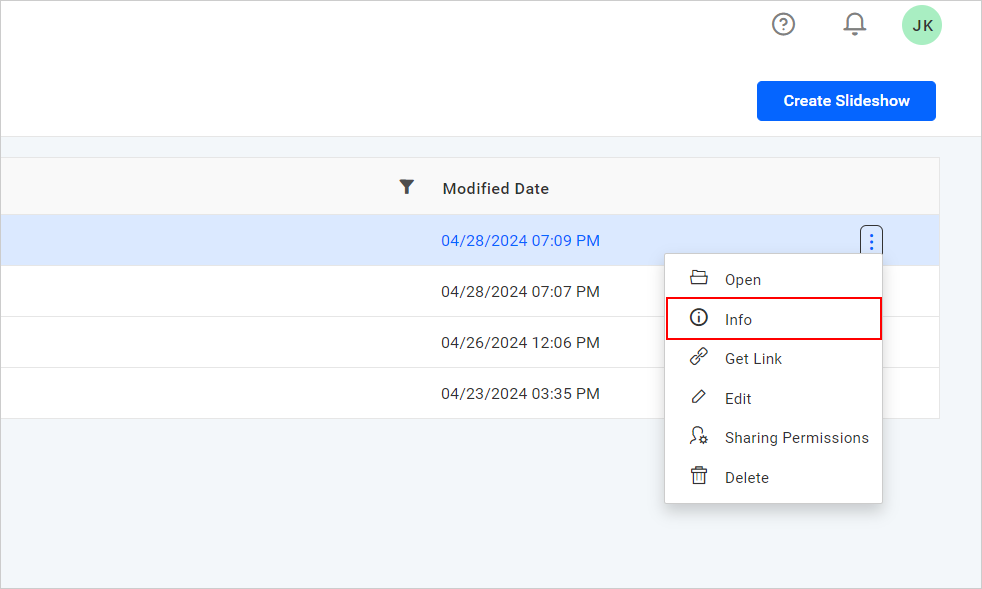 JK
Create Slideshow
Modified Date
04/28/2024 07:09 PM
04/28/2024 07:07 PM
04/26/2024 12:06 PM
04/23/2024 03:35 PM
Open
Info
Get Link
Edit
Sharing Permissions
Delete